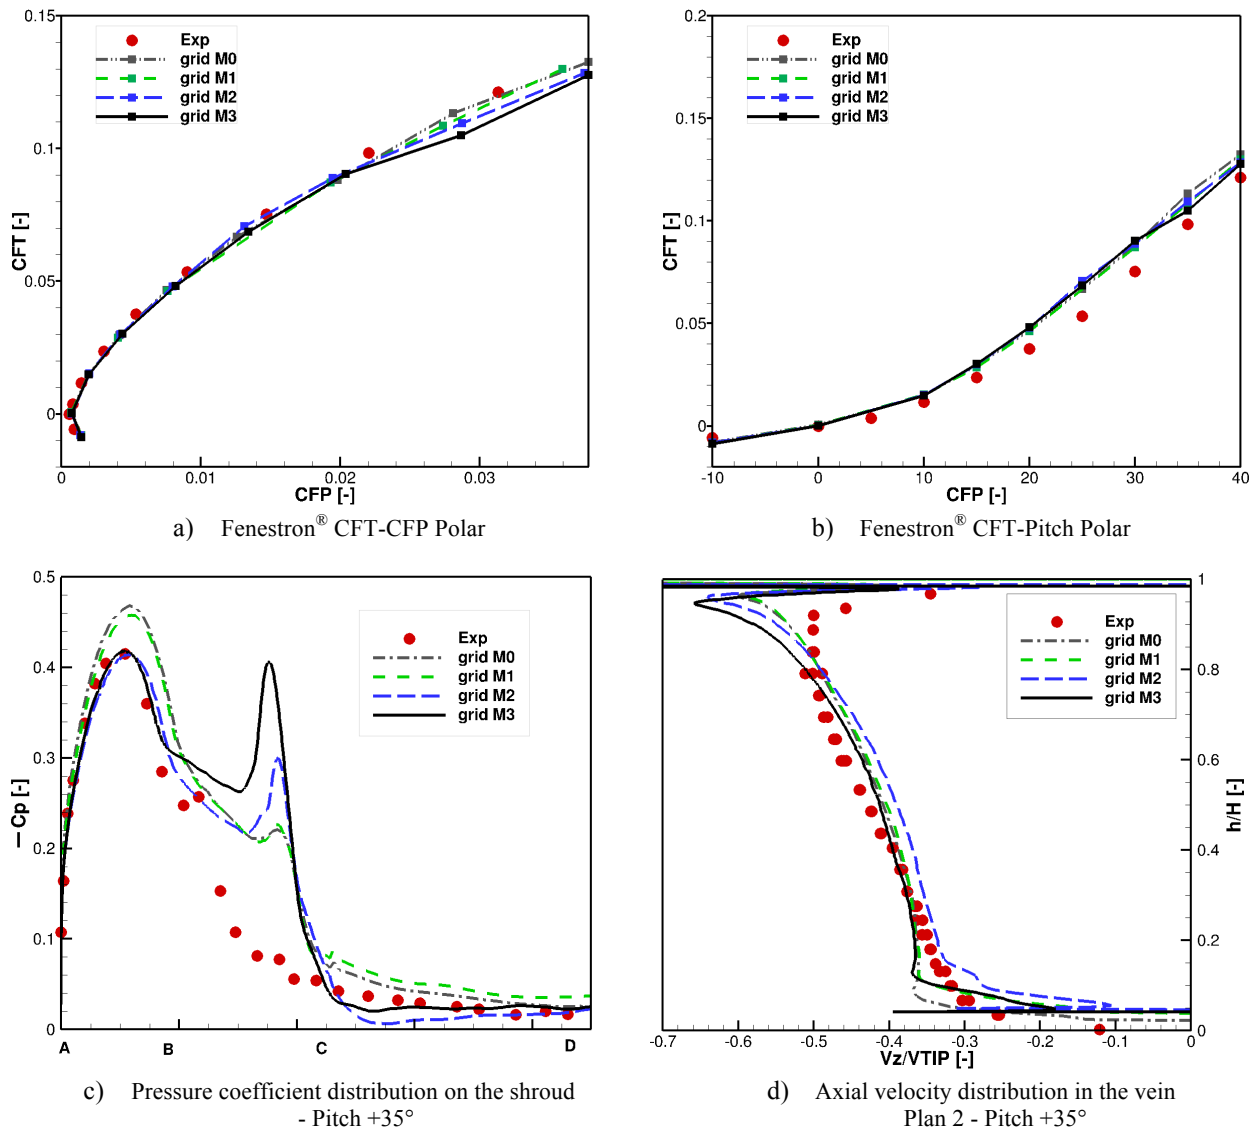 0.15
0.1
0.05
0
CFT [-]
Exp
grid M0
grid M1
grid M2
grid M3
0 0.01 0.02 0.03
CFP [-]
a) Fenestron® CFT-CFP Polar
0.2
0.15
0.1
0.05
0
CFT [-]
Exp
grid M0
grid M1
grid M2
grid M3
-10 0 10 20 30 40
CFP [-]
b) Fenestron® CFT-Pitch Polar
0.5
0.4
0.3
0.2
0.1
0
— Cp [-]
Exp
grid M0
grid M1
grid M2
grid M3
A B C D
c) Pressure coefficient distribution on the shroud
- Pitch +35°
Exp
grid M0
grid M1
grid M2
grid M3
1
0.8
0.6
0.4
0.2
0
h/H [-]
-0.7 -0.6 -0.5 -0.4 -0.3 -0.2 -0.1 0
Vz/VTIP [-]
d) Axial velocity distribution in the vein
Plan 2 - Pitch +35°